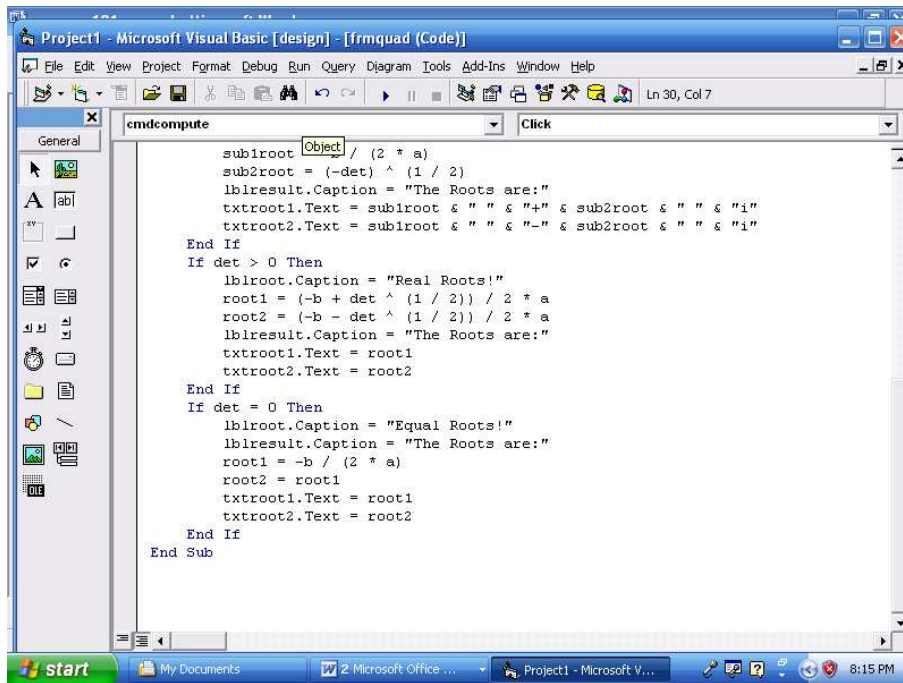 Project1 - Microsoft Visual Basic [design] - [frmquad (Code)]
File Edit View Project Format Debug Run Query Diagram Tools Add-Ins Window Help
Ln 30, Col 7
General
cmdcompute
Click
Object
sub1root / (2 * a)
sub2root = (-det) ^ (1 / 2)
lblresult.Caption = "The Roots are:"
txtroot1.Text = sub1root & " " & "+" & sub2root & " " & "i"
txtroot2.Text = sub1root & " " & "-" & sub2root & " " & "i"
End If
If det > 0 Then
lblroot.Caption = "Real Roots!"
root1 = (-b + det ^ (1 / 2)) / 2 * a
root2 = (-b - det ^ (1 / 2)) / 2 * a
lblresult.Caption = "The Roots are:"
txtroot1.Text = root1
txtroot2.Text = root2
End If
If det = 0 Then
lblroot.Caption = "Equal Roots!"
lblresult.Caption = "The Roots are:"
root1 = -b / (2 * a)
root2 = root1
txtroot1.Text = root1
txtroot2.Text = root2
End If
End Sub
A ab|
XY
OLE
start
My Documents
2 Microsoft Office ...
Project1 - Microsoft V...
8:15 PM